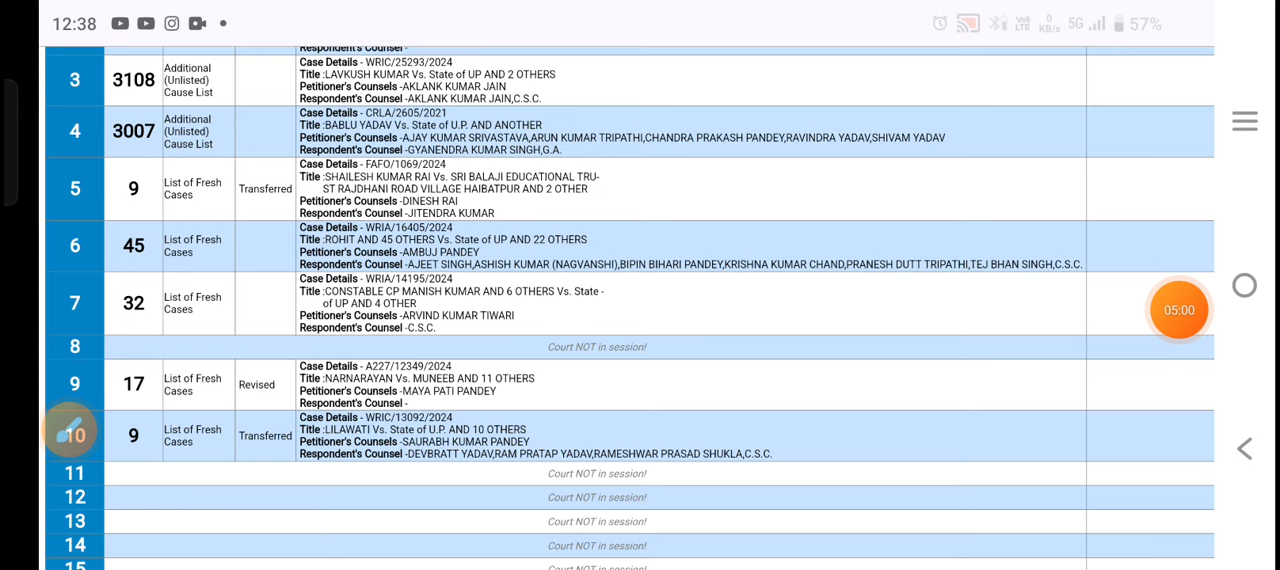 12:38
VoI
LTE
0
KB/s
5G
57%
Respondent's Counsel -
3
3108
Additional
(Unlisted)
Cause List
Case Details - WRIC/25293/2024
Title :LAVKUSH KUMAR Vs. State of UP AND 2 OTHERS
Petitioner's Counsels -AKLANK KUMAR JAIN
Respondent's Counsel -AKLANK KUMAR JAIN,C.S.C.
4
3007
Additional
(Unlisted)
Cause List
Case Details - CRLA/2605/2021
Title :BABLU YADAV Vs. State of U.P. AND ANOTHER
Petitioner's Counsels -AJAY KUMAR SRIVASTAVA,ARUN KUMAR TRIPATHI,CHANDRA PRAKASH PANDEY,RAVINDRA YADAV,SHIVAM YADAV
Respondent's Counsel -GYANENDRA KUMAR SINGH,G.A.
5
9
List of Fresh
Cases
Transferred
Case Details - FAFO/1069/2024
Title :SHAILESH KUMAR RAI Vs. SRI BALAJI EDUCATIONAL TRU-
ST RAJDHANI ROAD VILLAGE HAIBATPUR AND 2 OTHER
Petitioner's Counsels -DINESH RAI
Respondent's Counsel -JITENDRA KUMAR
6
45
List of Fresh
Cases
Case Details - WRIA/16405/2024
Title :ROHIT AND 45 OTHERS Vs. State of UP AND 22 OTHERS
Petitioner's Counsels -AMBUJ PANDEY
Respondent's Counsel -AJEET SINGH,ASHISH KUMAR (NAGVANSHI),BIPIN BIHARI PANDEY,KRISHNA KUMAR CHAND,PRANESH DUTT TRIPATHI,TEJ BHAN SINGH,C.S.C.
7
32
List of Fresh
Cases
Case Details - WRIA/14195/2024
Title :CONSTABLE CP MANISH KUMAR AND 6 OTHERS Vs. State -
of UP AND 4 OTHER
Petitioner's Counsels -ARVIND KUMAR TIWARI
Respondent's Counsel -C.S.C.
05:00
8
Court NOT in session!
9
17
List of Fresh
Cases
Revised
Case Details - A227/12349/2024
Title :NARNARAYAN Vs. MUNEEB AND 11 OTHERS
Petitioner's Counsels -MAYA PATI PANDEY
Respondent's Counsel -
10
9
List of Fresh
Cases
Transferred
Case Details - WRIC/13092/2024
Title :LILAWATI Vs. State of U.P. AND 10 OTHERS
Petitioner's Counsels -SAURABH KUMAR PANDEY
Respondent's Counsel -DEVBRATT YADAV,RAM PRATAP YADAV,RAMESHWAR PRASAD SHUKLA,C.S.C.
11
Court NOT in session!
12
Court NOT in session!
13
Court NOT in session!
14
Court NOT in session!
15
Court NOT in session!